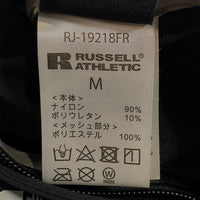 RJ-19218FR
RUSSELL
ATHLETIC
M
＜本体＞
ナイロン 90%
ポリウレタン 10%
＜メッシュ部分＞
ポリエステル 100%